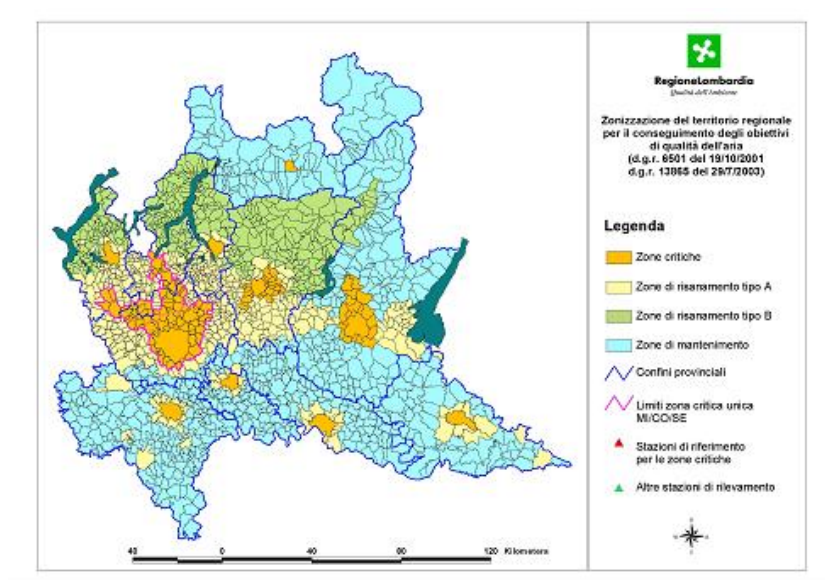 RegioneLombardia
Qualità dell'Ambiente
Zonizzazione del territorio regionale
per il conseguimento degli obiettivi
di qualità dell'aria
(d.g.r. 6501 del 19/10/2001
d.g.r. 13865 del 29/7/2003)
Legenda
Zone critiche
Zone di risanamento tipo A
Zone di risanamento tipo B
Zone di mantenimento
Confini provinciali
Limiti zona critica unica
MI/CO/SE
Stazioni di riferimento
per le zone critiche
Altre stazioni di rilevamento
40 0 40 80 120 Kilometers